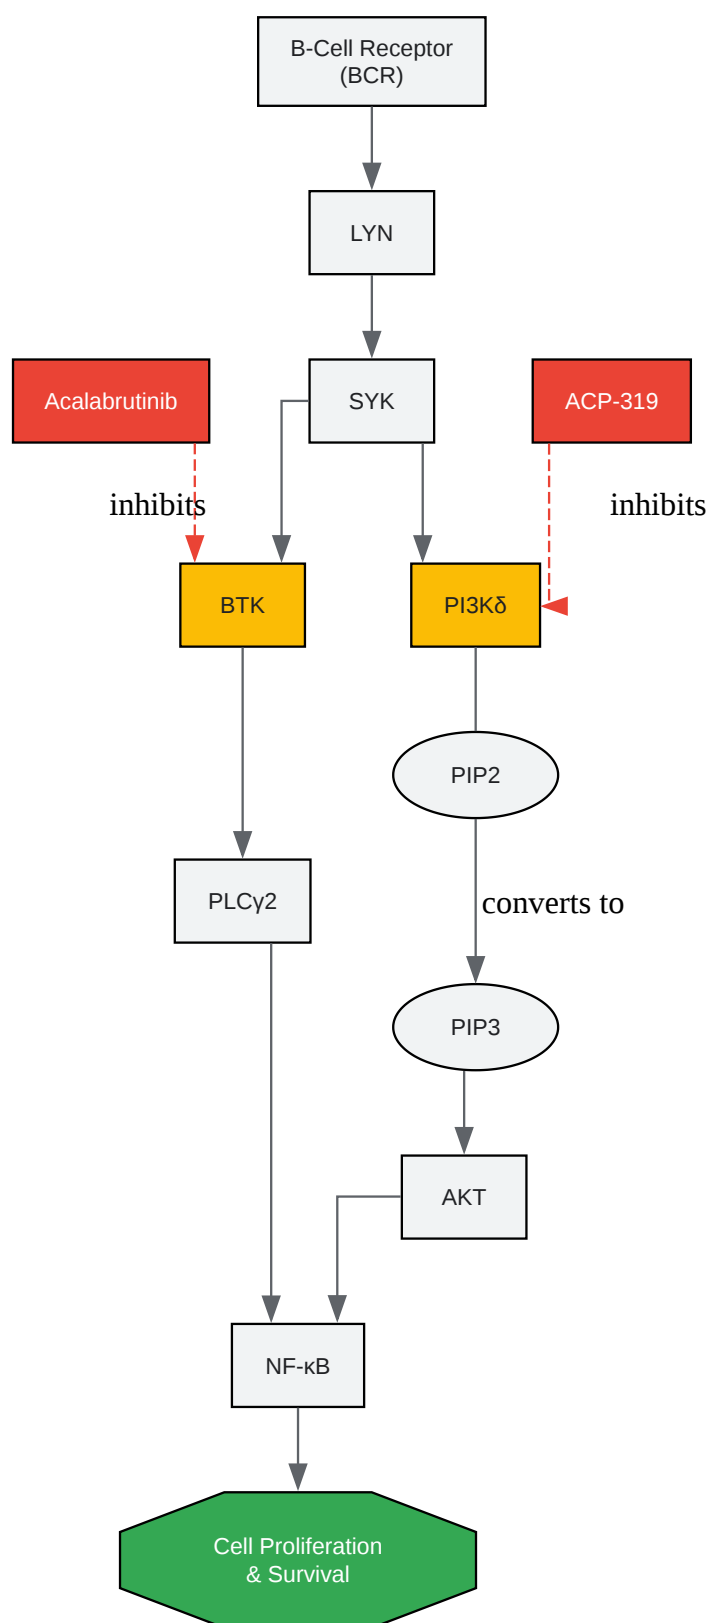 B-Cell Receptor
(BCR)
LYN
Acalabrutinib
SYK
ACP-319
inhibits
inhibits
BTK
PI3Kδ
PIP2
PLCγ2
converts to
PIP3
AKT
NF-κB
Cell Proliferation
& Survival